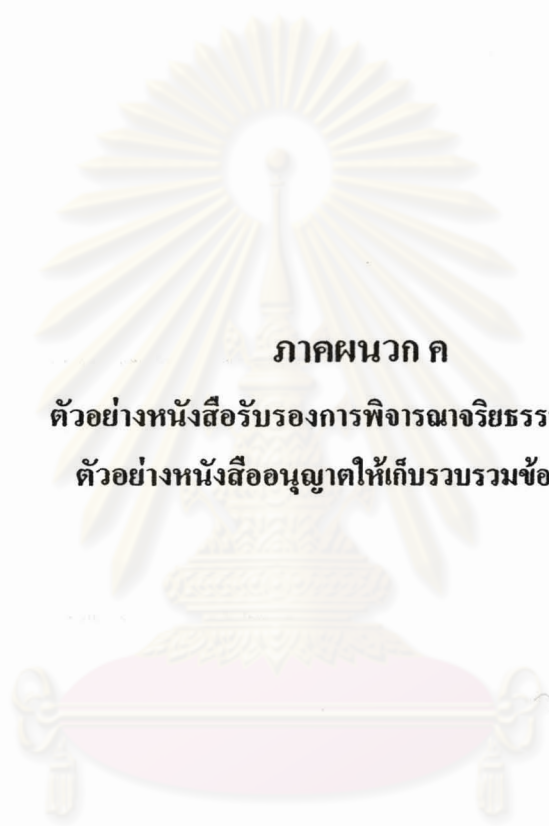 ภาคผนวก ค
ตัวอย่างหนังสือรับรองการพิจารณาจริยธรร
ตัวอย่างหนังสืออนุญาตให้เก็บรวบรวมข้อ